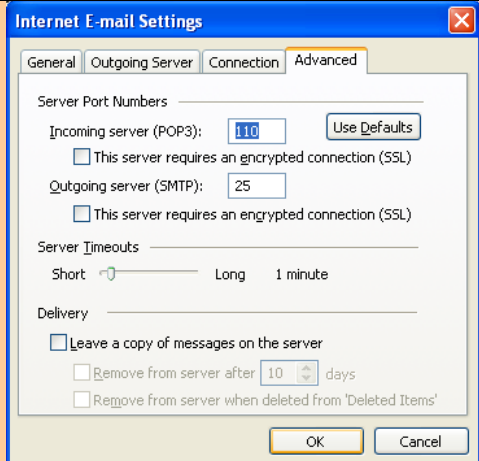 Internet E-mail Settings
General Outgoing Server Connection Advanced
Server Port Numbers
Incoming server (POP3): 110 Use Defaults
This server requires an encrypted connection (SSL)
Outgoing server (SMTP): 25
This server requires an encrypted connection (SSL)
Server Timeouts
Short Long 1 minute
Delivery
Leave a copy of messages on the server
Remove from server after 10 days
Remove from server when deleted from 'Deleted Items'
OK Cancel